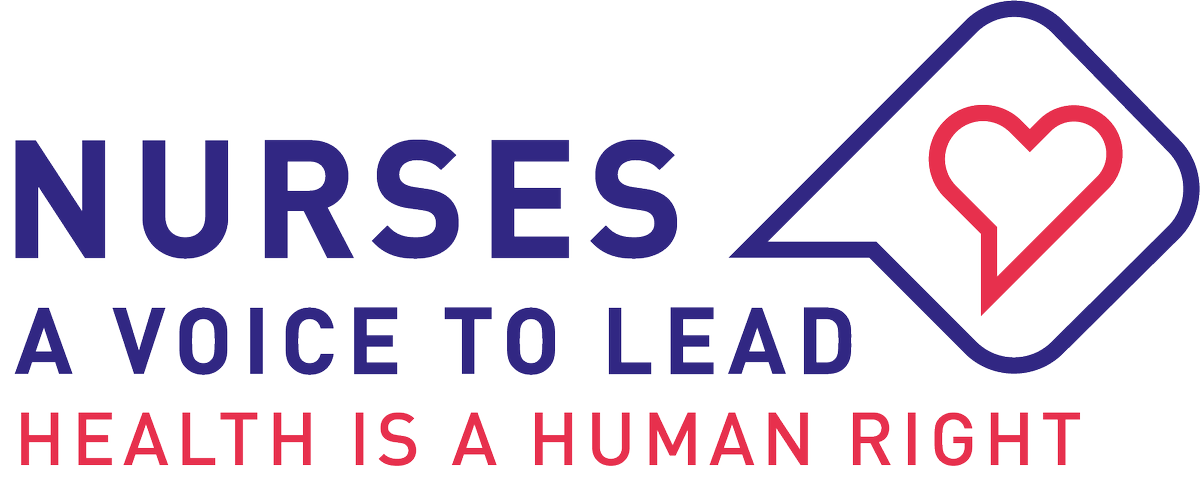 NURSES
A VOICE TO LEAD
HEALTH IS A HUMAN RIGHT